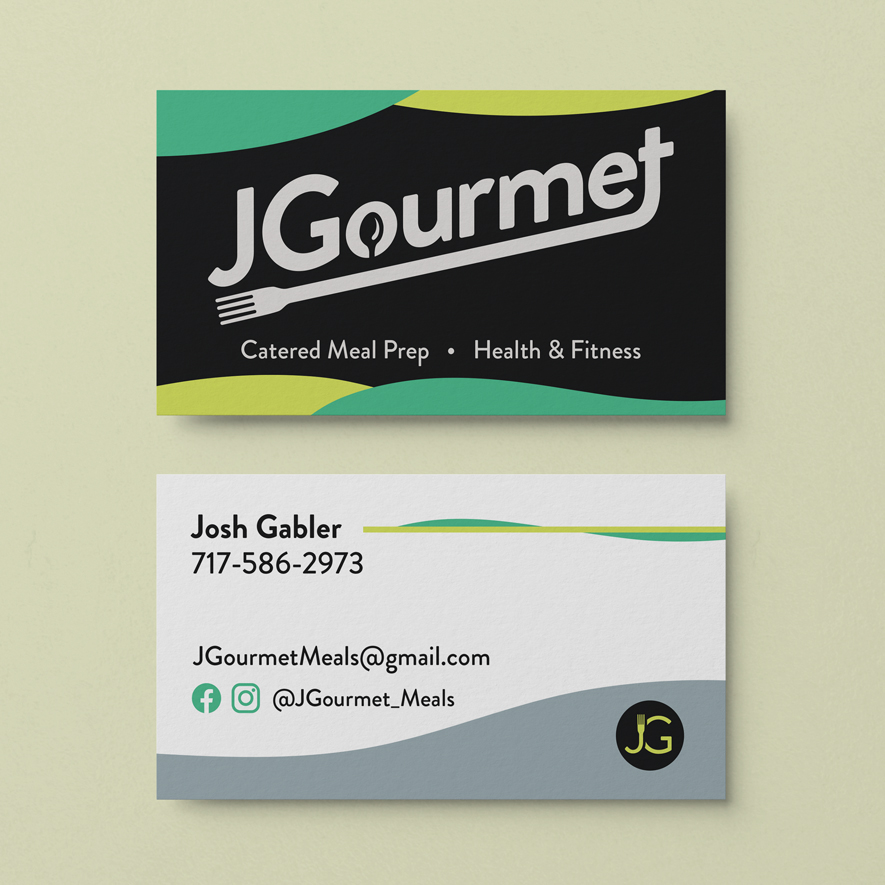 JGourmet
Catered Meal Prep • Health & Fitness
Josh Gabler
717-586-2973
JGourmetMeals@gmail.com
@JGourmet_Meals
JG